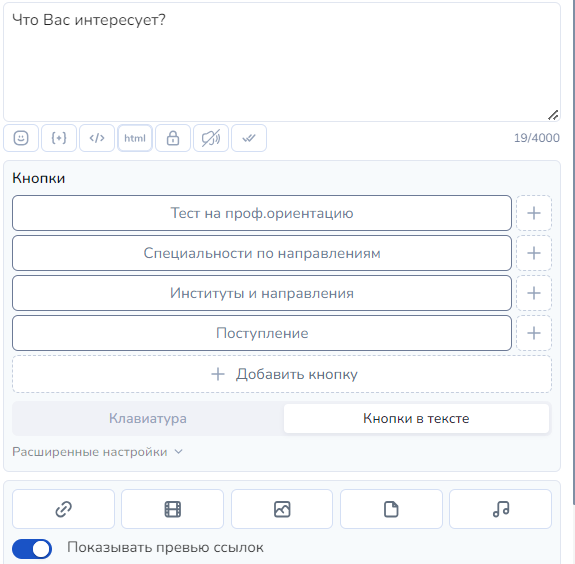 Что Вас интересует?
{+} </> html 19/4000
Кнопки
Тест на проф.ориентацию
Специальности по направлениям
Институты и направления
Поступление
Добавить кнопку
Клавиатура Кнопки в тексте
Расширенные настройки
Показывать превью ссылок